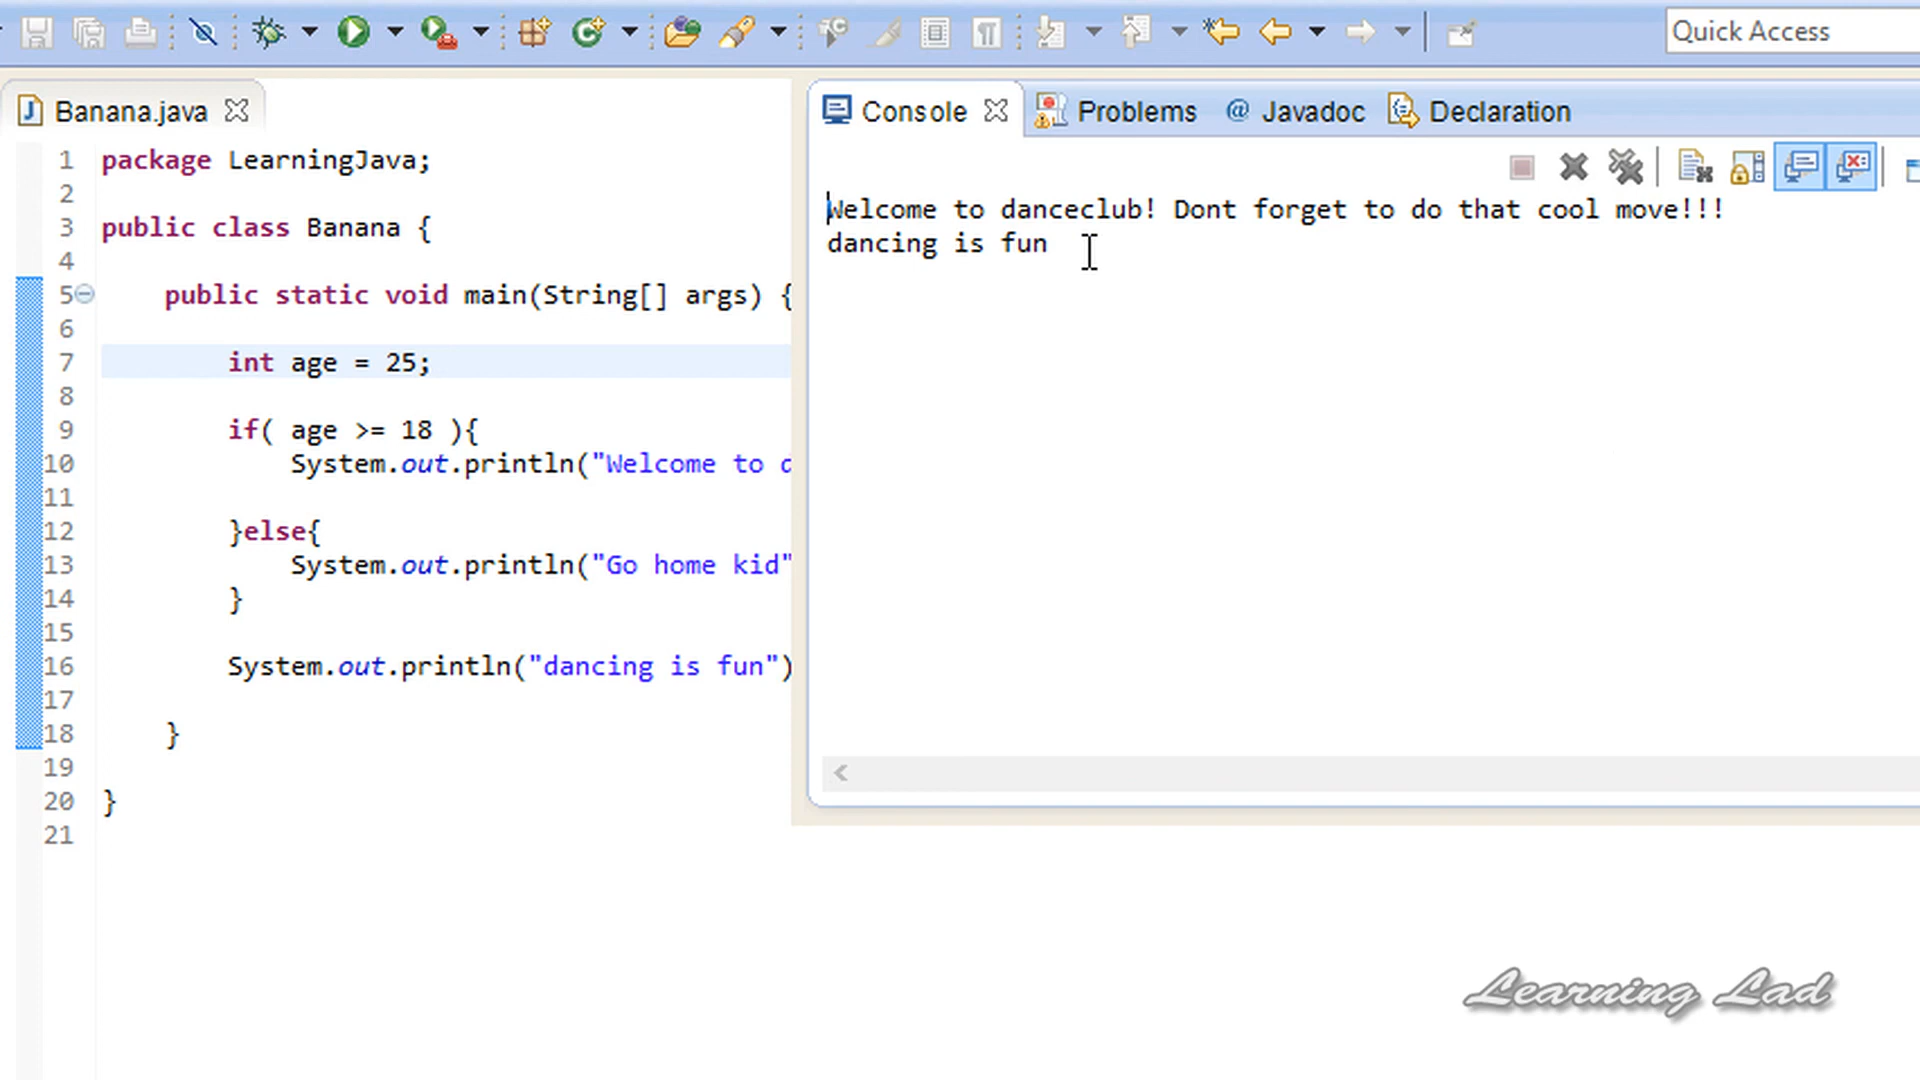 Quick Access
Banana.java
1 package LearningJava;
2
3 public class Banana {
4
5 public static void main(String[] args) {
6
7 int age = 25;
8
9 if( age >= 18 ){
10 System.out.println("Welcome to d
11
12 }else{
13 System.out.println("Go home kid"
14 }
15
16 System.out.println("dancing is fun")
17
18 }
19
20 }
21
Console Problems @ Javadoc Declaration
Welcome to danceclub! Dont forget to do that cool move!!!
dancing is fun
Learning Lad